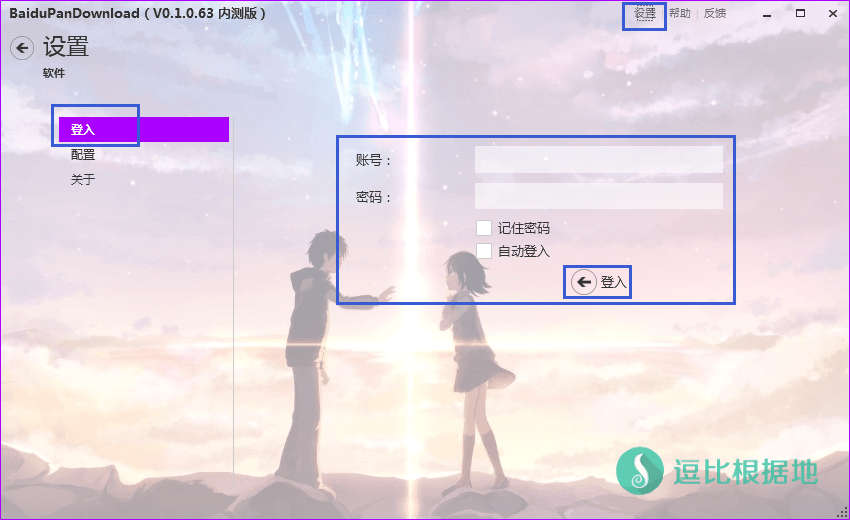 BaiduPanDownload（V0.1.0.63 内测版）
设置 帮助 反馈
设置
软件
登入
配置
关于
账号：
密码：
记住密码
自动登入
登入
逗比根据地